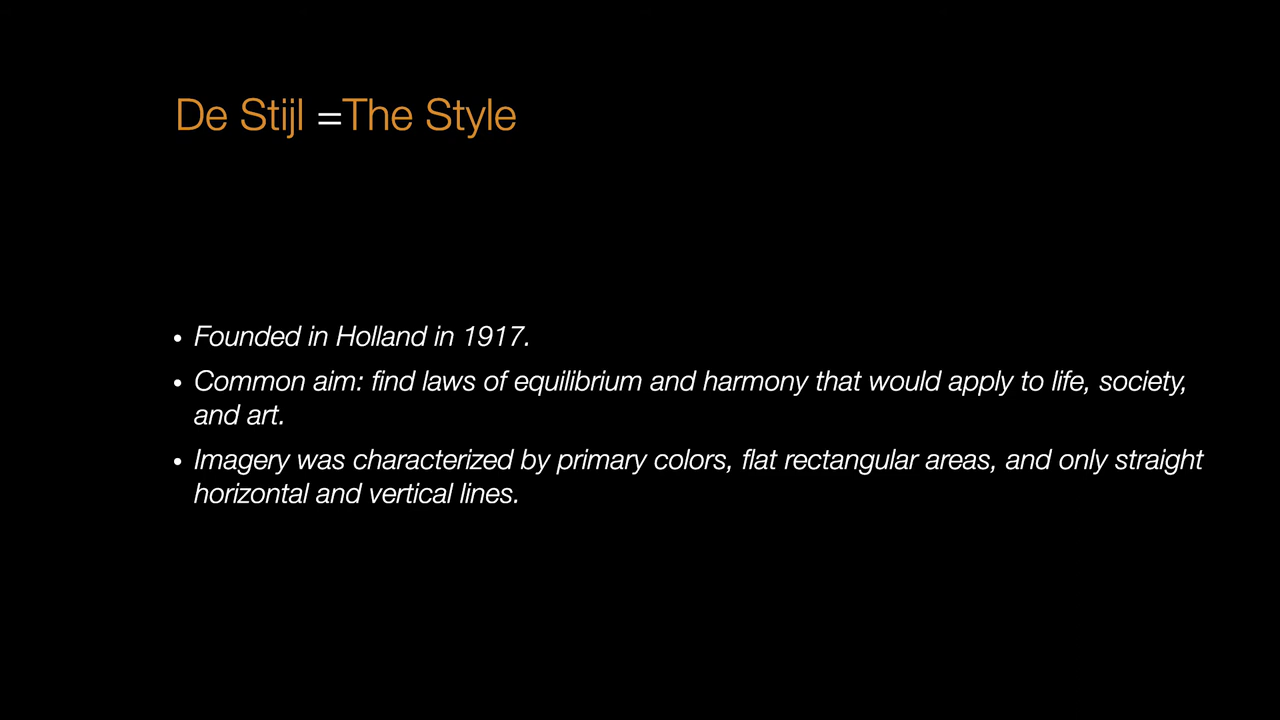 De Stijl =The Style
• Founded in Holland in 1917.
• Common aim: find laws of equilibrium and harmony that would apply to life, society,
and art.
• Imagery was characterized by primary colors, flat rectangular areas, and only straight
horizontal and vertical lines.